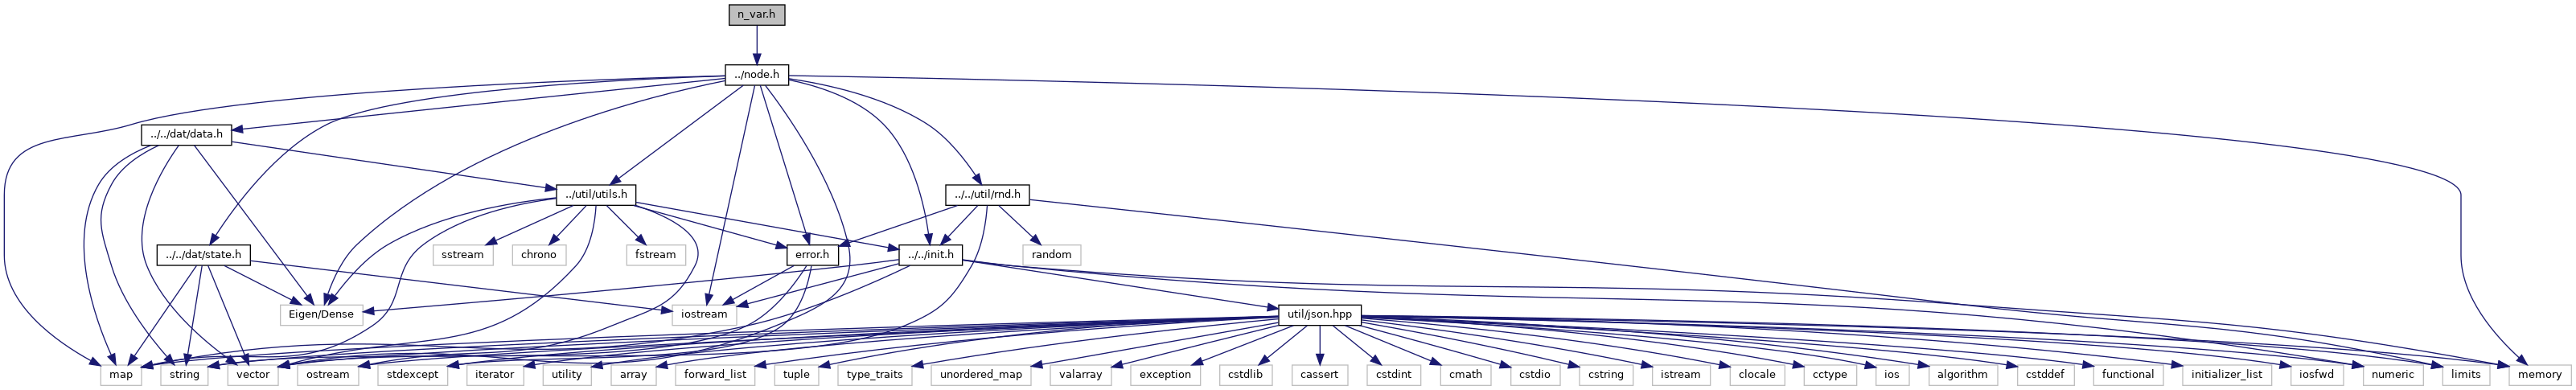 n_var.h
../node.h
../../dat/data.h
../util/utils.h
../../util/rnd.h
../../dat/state.h
sstream
chrono
fstream
error.h
../../init.h
random
Eigen/Dense
iostream
util/json.hpp
map
string
vector
ostream
stdexcept
iterator
utility
array
forward_list
tuple
type_traits
unordered_map
valarray
exception
cstdlib
cassert
cstdint
cmath
cstdio
cstring
istream
clocale
cctype
ios
algorithm
cstddef
functional
initializer_list
iosfwd
numeric
limits
memory